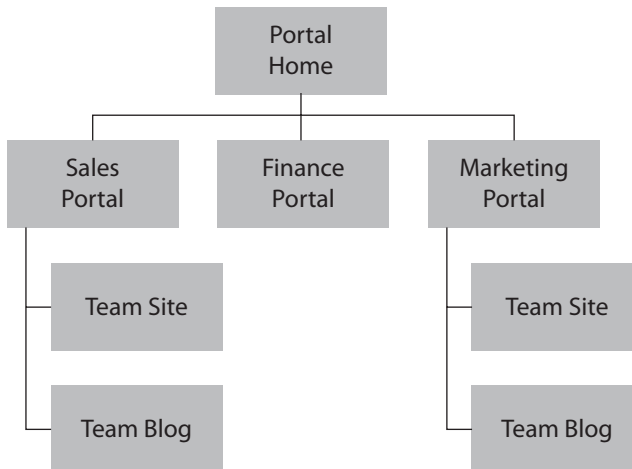 Portal
Home
Sales
Portal
Finance
Portal
Marketing
Portal
Team Site
Team Site
Team Blog
Team Blog